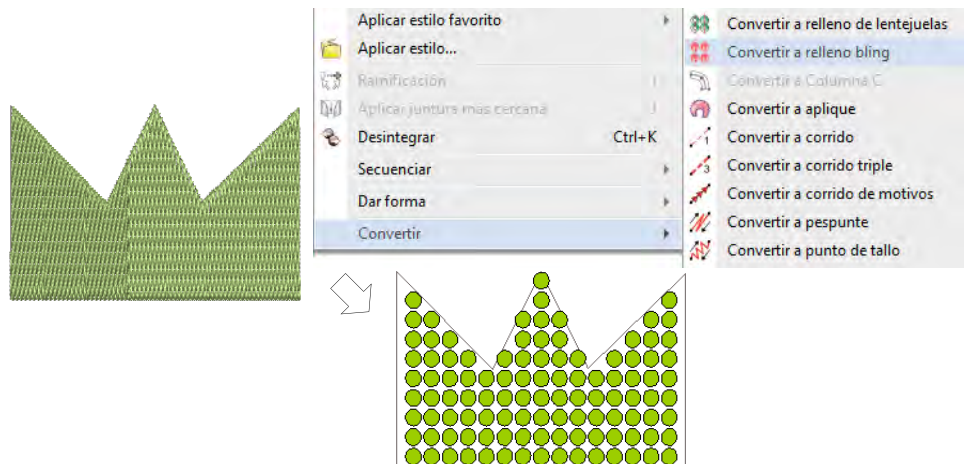 Aplicar estilo favorito
Aplicar estilo...
Ramificación I
Aplicar juntura mas cercana J
Desintegrar Ctrl+K
Secuenciar
Dar forma
Convertir
Convertir a relleno de lentejuelas
Convertir a relleno bling
Convertir a Columna C
Convertir a aplique
Convertir a corrido
Convertir a corrido triple
Convertir a corrido de motivos
Convertir a pespunte
Convertir a punto de tallo